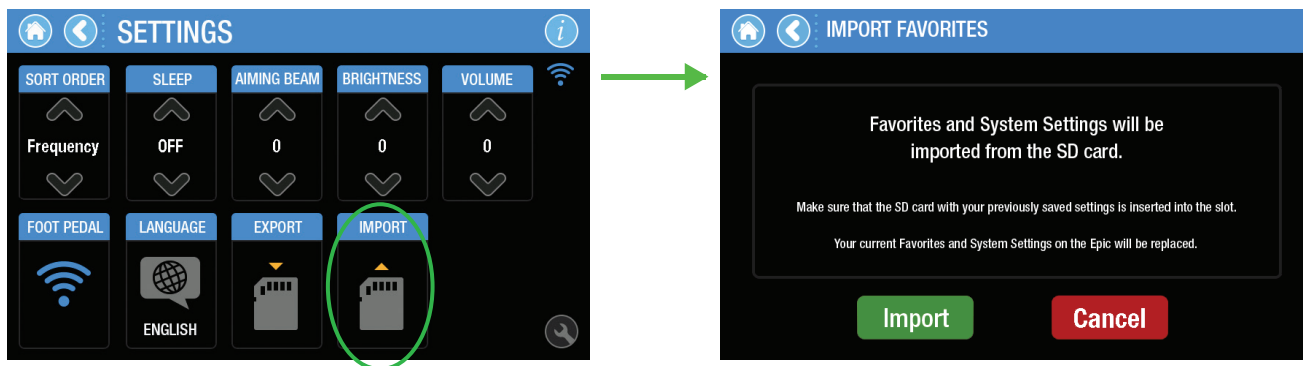 SETTINGS
i
SORT ORDER
SLEEP
AIMING BEAM
BRIGHTNESS
VOLUME
Frequency
OFF
0
0
0
FOOT PEDAL
LANGUAGE
EXPORT
IMPORT
ENGLISH
IMPORT FAVORITES
Favorites and System Settings will be
imported from the SD card.
Make sure that the SD card with your previously saved settings is inserted into the slot.
Your current Favorites and System Settings on the Epic will be replaced.
Import
Cancel